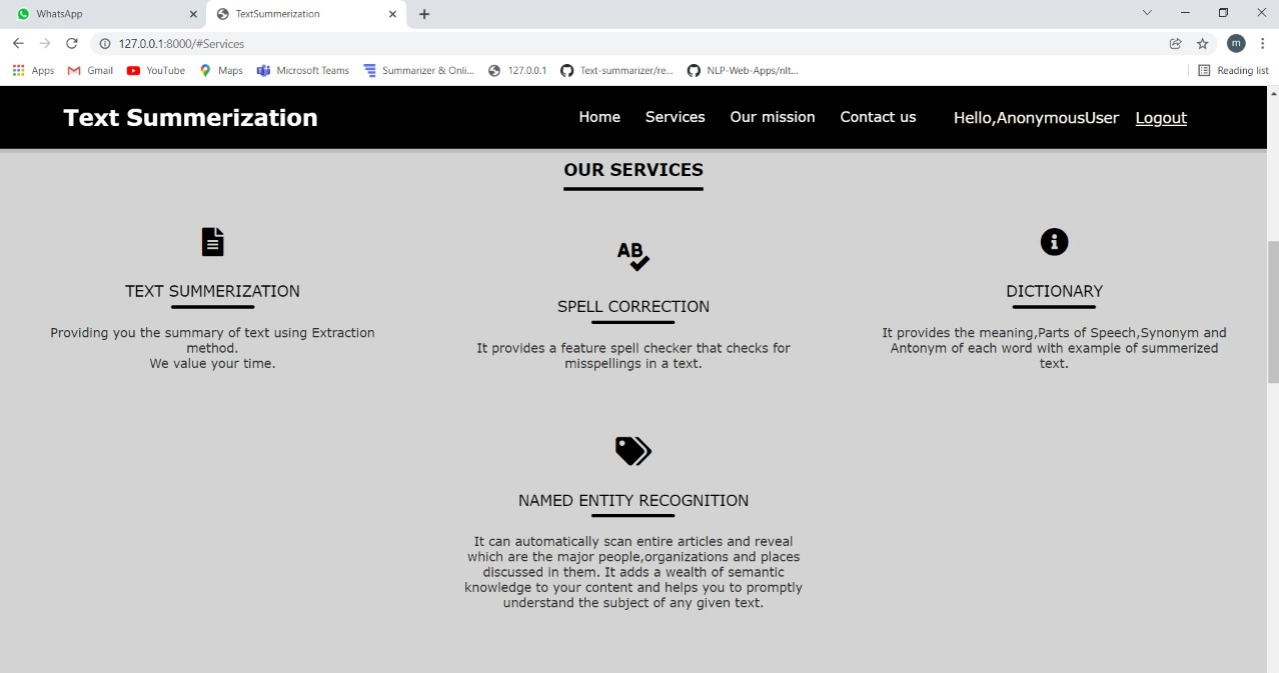 WhatsApp
TextSummerization
127.0.0.1:8000/#Services
m
Apps
Gmail
YouTube
Maps
Microsoft Teams
Summarizer & Onli...
127.0.0.1
Text-summarizer/re...
NLP-Web-Apps/nlt...
Reading list
Text Summerization
Home
Services
Our mission
Contact us
Hello,AnonymousUser
Logout
OUR SERVICES
TEXT SUMMERIZATION
Providing you the summary of text using Extraction
method.
We value your time.
AB
SPELL CORRECTION
It provides a feature spell checker that checks for
misspellings in a text.
DICTIONARY
It provides the meaning,Parts of Speech,Synonym and
Antonym of each word with example of summerized
text.
NAMED ENTITY RECOGNITION
It can automatically scan entire articles and reveal
which are the major people,organizations and places
discussed in them. It adds a wealth of semantic
knowledge to your content and helps you to promptly
understand the subject of any given text.